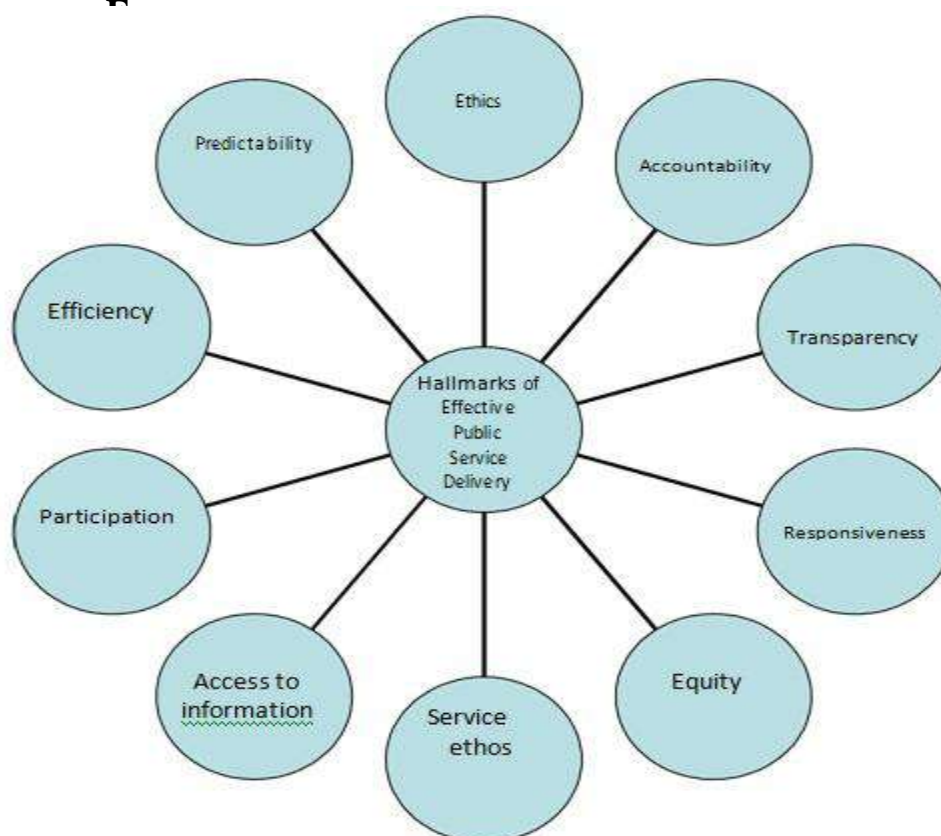 Ethics
Accountability
Transparency
Responsiveness
Equity
Service
ethos
Access to
information
Participation
Efficiency
Predictability
Hallmarks of
Effective
Public
Service
Delivery